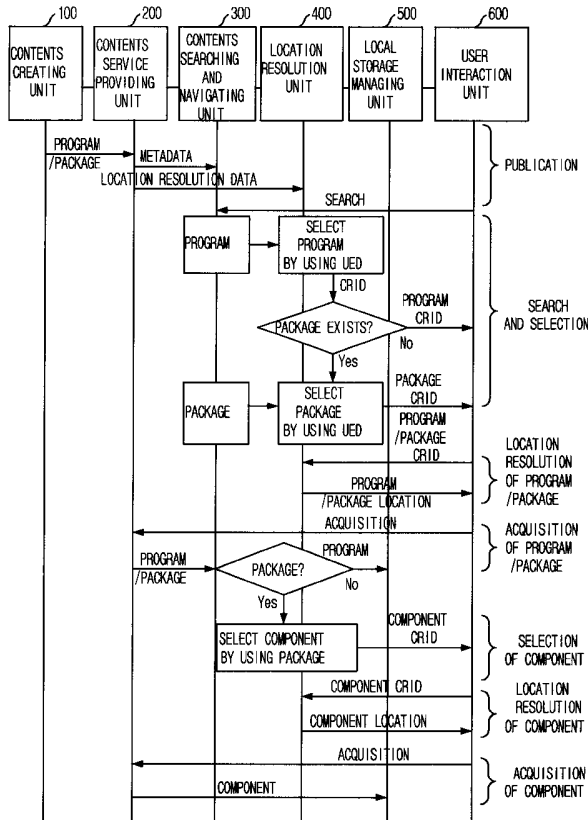 100
200
300
400
500
600
CONTENTS
CREATING
UNIT
CONTENTS
SERVICE
PROVIDING
UNIT
CONTENTS
SEARCHING
AND
NAVIGATING
UNIT
LOCATION
RESOLUTION
UNIT
LOCAL
STORAGE
MANAGING
UNIT
USER
INTERACTION
UNIT
PROGRAM
/PACKAGE
METADATA
LOCATION RESOLUTION DATA
PUBLICATION
SEARCH
PROGRAM
SELECT
PROGRAM
BY USING UED
CRID
PACKAGE EXISTS?
PROGRAM
CRID
No
Yes
SEARCH
AND SELECTION
PACKAGE
SELECT
PACKAGE
BY USING UED
PACKAGE
CRID
PROGRAM
/PACKAGE
CRID
PROGRAM
/PACKAGE LOCATION
LOCATION
RESOLUTION
OF PROGRAM
/PACKAGE
ACQUISITION
PROGRAM
/PACKAGE
PACKAGE?
PROGRAM
No
Yes
ACQUISITION
OF PROGRAM
/PACKAGE
SELECT COMPONENT
BY USING PACKAGE
COMPONENT
CRID
SELECTION
OF COMPONENT
COMPONENT CRID
COMPONENT LOCATION
LOCATION
RESOLUTION
OF COMPONENT
ACQUISITION
COMPONENT
ACQUISITION
OF COMPONENT